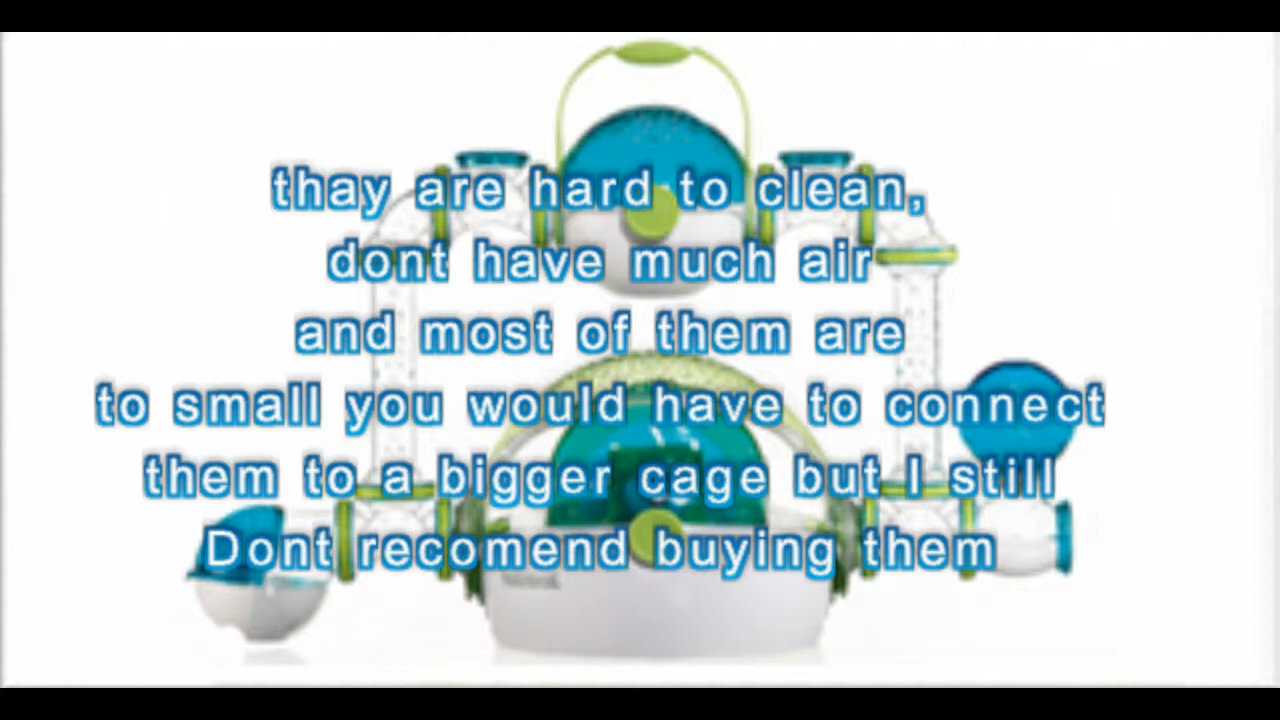 thay are hard to clean,
dont have much air
and most of them are
to small you would have to connect
them to a bigger cage but I still
Dont recomend buying them